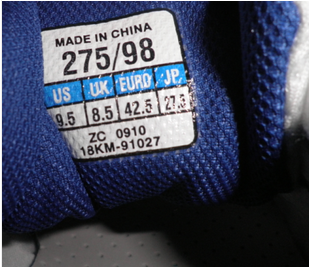 MADE IN CHINA
275/98
US UK EURO JP
9.5 8.5 42.5 27.5
ZC 0910
18KM-91027